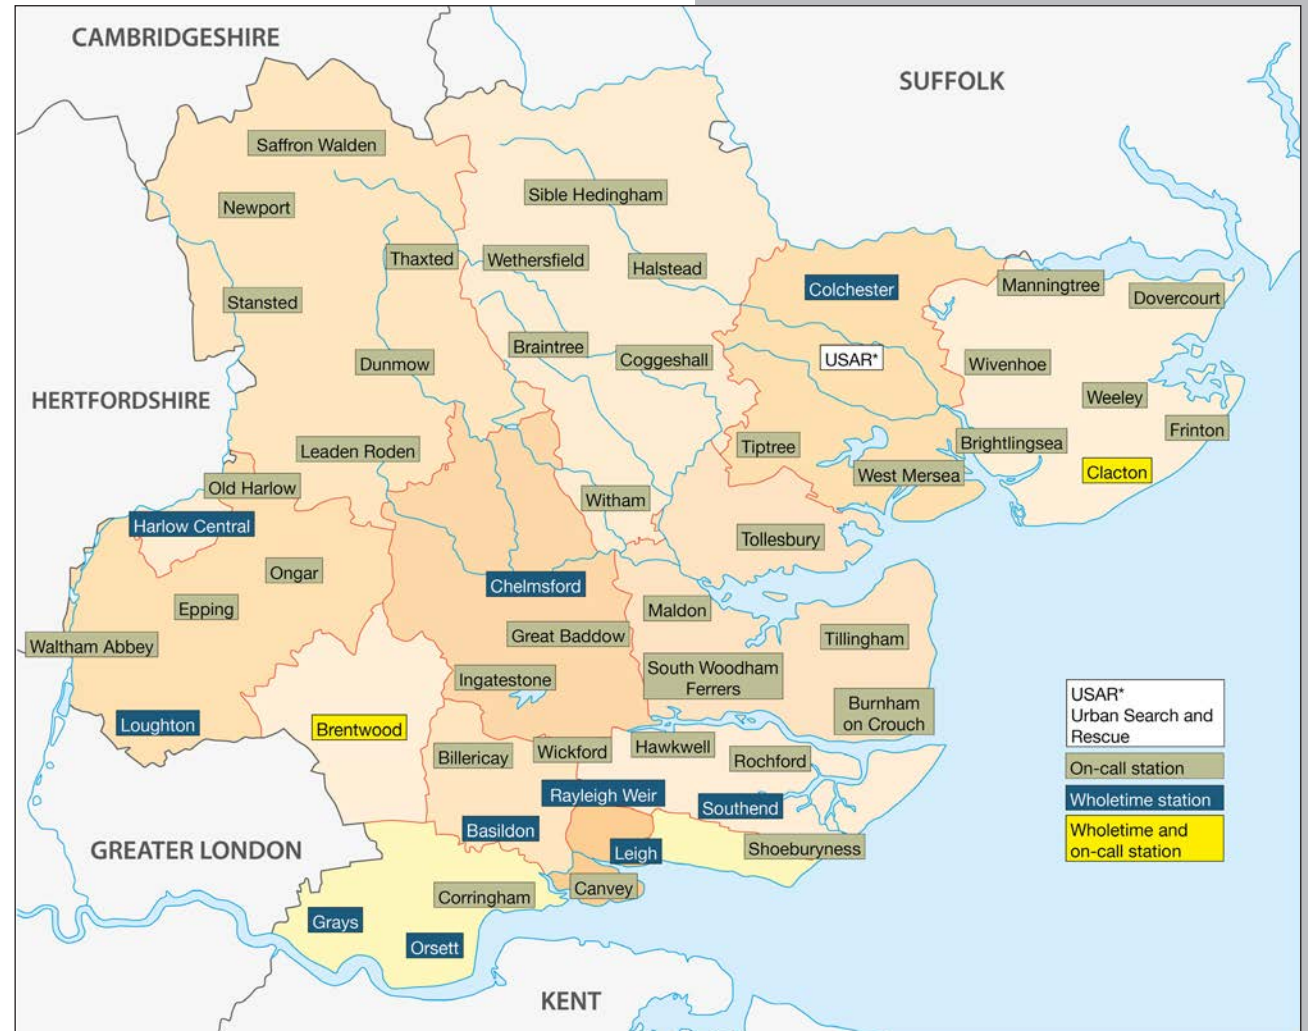 CAMBRIDGESHIRE
SUFFOLK
Saffron Walden
Sible Hedingham
Newport
Thaxted
Wethersfield
Halstead
Manningtree
Colchester
Dovercourt
Stansted
Braintree
Coggeshall
USAR*
Wivenhoe
Dunmow
Weeley
HERTFORDSHIRE
Frinton
Brightlingsea
Tiptree
Leaden Roden
Clacton
West Mersea
Old Harlow
Witham
Harlow Central
Tollesbury
Ongar
Chelmsford
Epping
Maldon
Great Baddow
Tillingham
Waltham Abbey
South Woodham
Ferrers
Ingatestone
Burnham
on Crouch
Loughton
Brentwood
Wickford
Hawkwell
Billericay
Rochford
Rayleigh Weir
Southend
Basildon
Shoeburyness
GREATER LONDON
Leigh
Canvey
Corringham
Grays
Orsett
KENT
USAR*
Urban Search and
Rescue
On-call station
Wholetime station
Wholetime and
on-call station